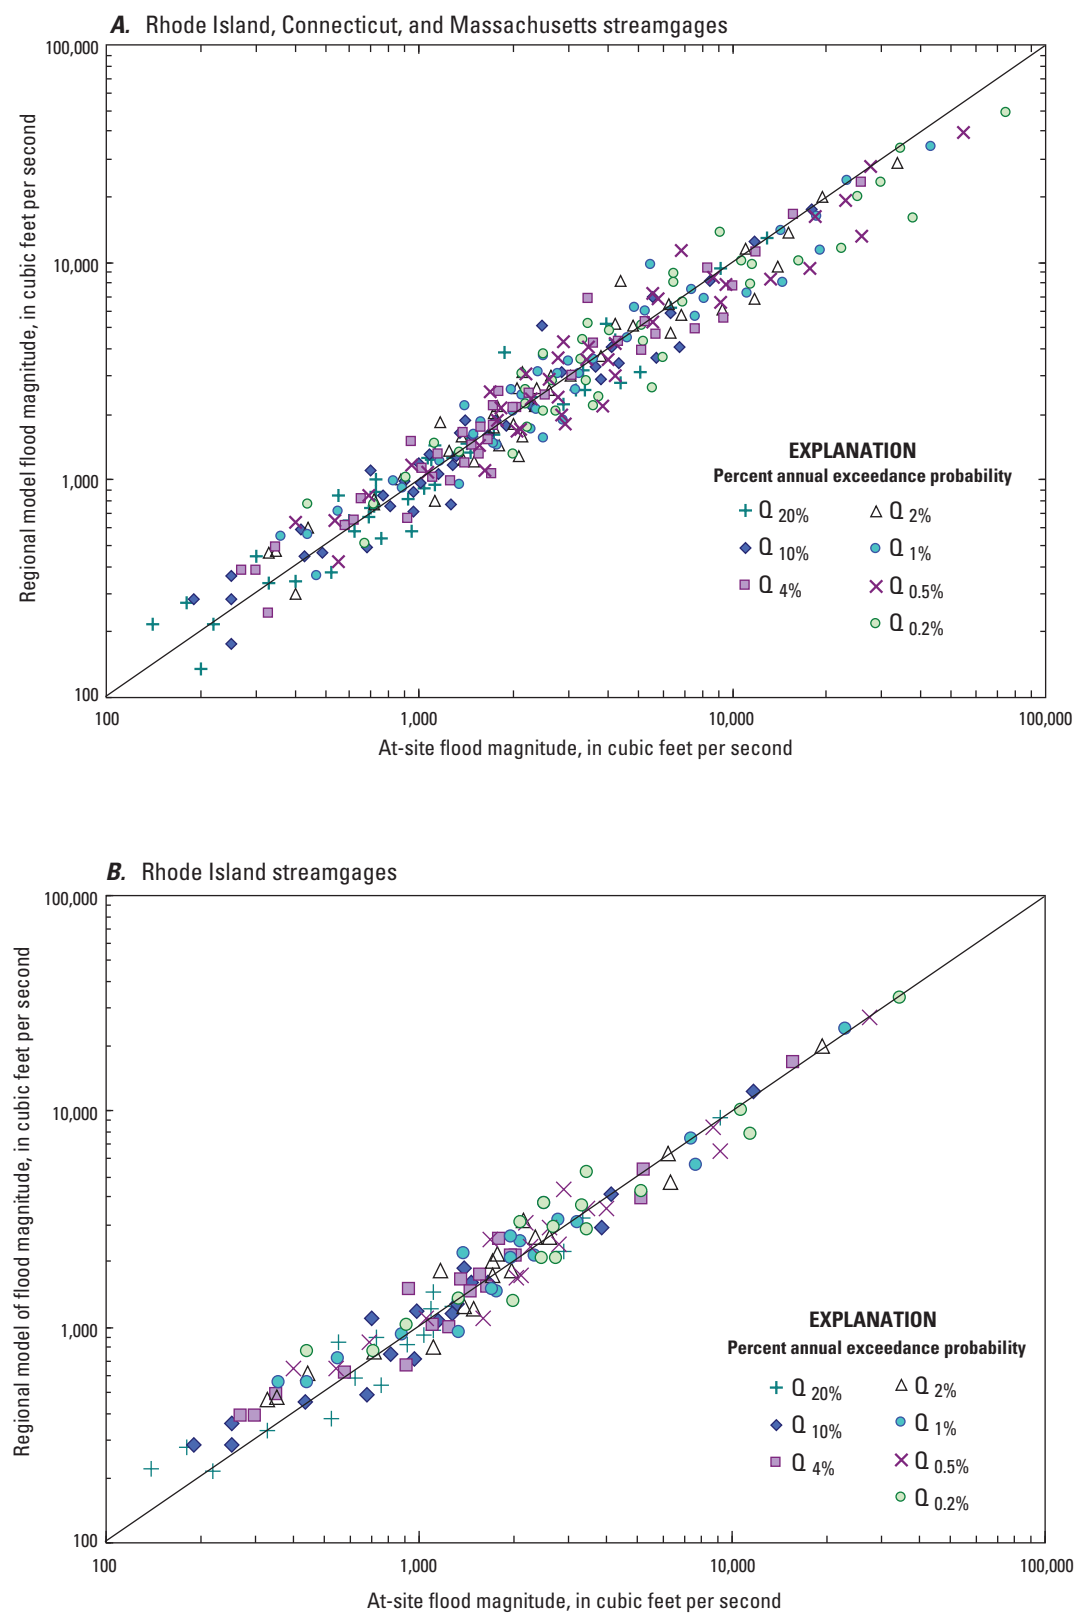 A. Rhode Island, Connecticut, and Massachusetts streamgages
Regional model flood magnitude, in cubic feet per second
100,000
10,000
1,000
100
EXPLANATION
Percent annual exceedance probability
Q 20%
Q 2%
Q 10%
Q 1%
Q 4%
Q 0.5%
Q 0.2%
100
1,000
10,000
100,000
At-site flood magnitude, in cubic feet per second
B. Rhode Island streamgages
Regional model of flood magnitude, in cubic feet per second
100,000
10,000
1,000
100
EXPLANATION
Percent annual exceedance probability
Q 20%
Q 2%
Q 10%
Q 1%
Q 4%
Q 0.5%
Q 0.2%
100
1,000
10,000
100,000
At-site flood magnitude, in cubic feet per second